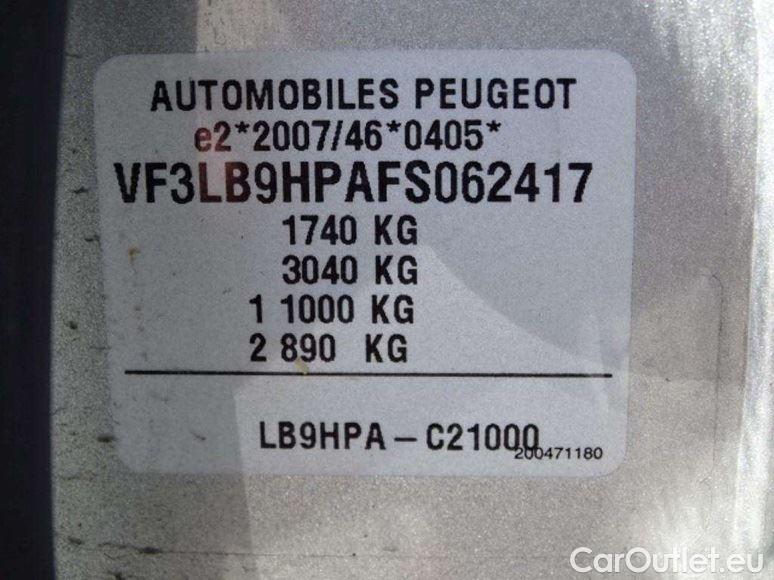 AUTOMOBILES PEUGEOT
e2*2007/46*0405*
VF3LB9HPAFS062417
1740 KG
3040 KG
1 1000 KG
2 890 KG
LB9HPA – C21000
200471180
CarOutlet.eu